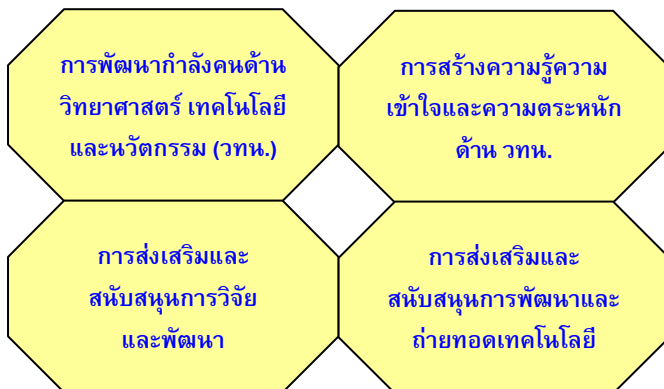 การพัฒนากำลังคนด้าน
วิทยาศาสตร์ เทคโนโลยี
และนวัตกรรม (วทน.)
การสร้างความรู้ความ
เข้าใจและความตระหนัก
ด้าน วทน.
การส่งเสริมและ
สนับสนุนการวิจัย
และพัฒนา
การส่งเสริมและ
สนับสนุนการพัฒนาและ
ถ่ายทอดเทคโนโลยี